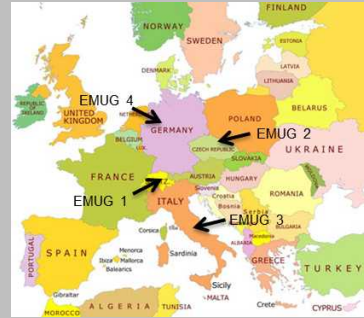 FINLAND
NORWAY
SWEDEN
ESTONIA
LATVIA
LITHUANIA
DENMARK
REPUBLIC
OF
IRELAND
UNITED
KINGDOM
EMUG 4
NETHER
BELARUS
POLAND
GERMANY
BELGIUM
LUX.
EMUG 2
CZECH REPUBLIC
UKRAINE
SLOVAKIA
FRANCE
AUSTRIA
HUNGARY
EMUG 1
Slovenia
Croatia
ROMANIA
ITALY
Bosnia
Serbia
EMUG 3
BULGARIA
Corsica
Macedonia
ALBANIA
PORTUGAL
SPAIN
Menorca
Ibiza
Mallorca
Balearics
Sardinia
GREECE
TURKEY
Gibraltar
Sicily
MALTA
Crete
CYPRUS
MOROCCO
ALGERIA
TUNISIA